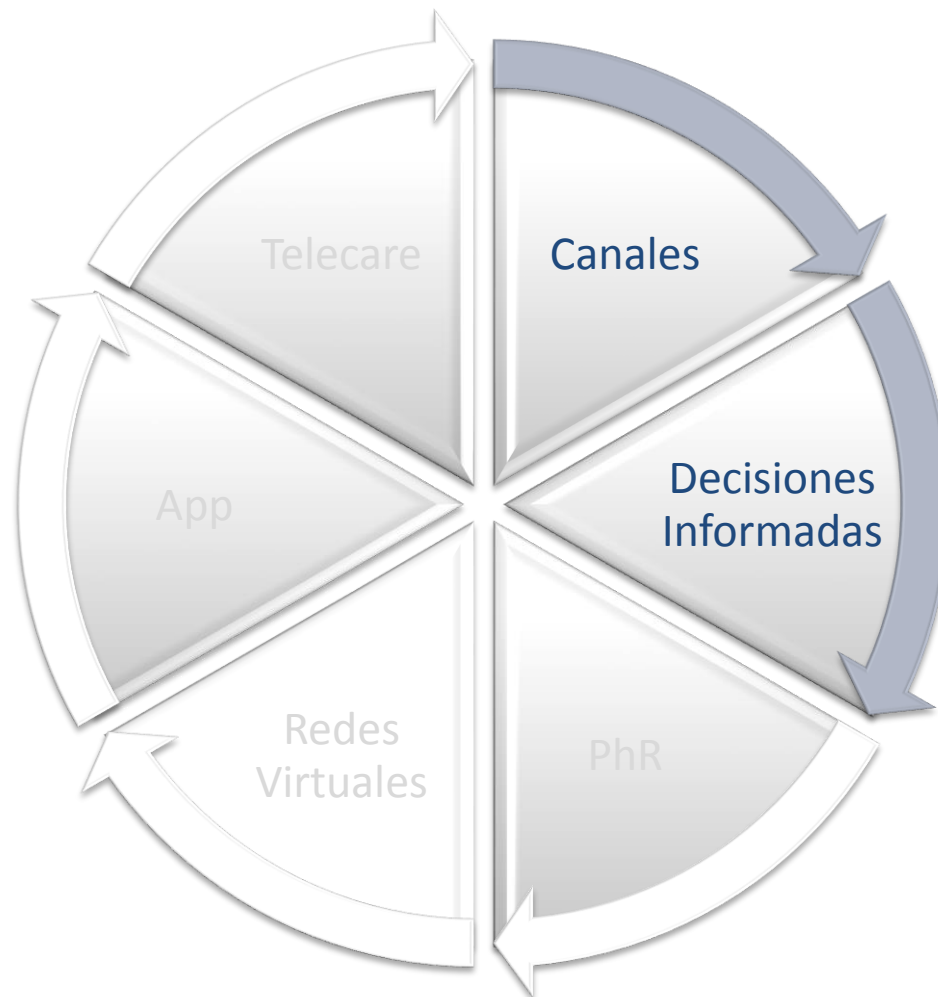 Telecare
Canales
Decisiones
Informadas
PhR
Redes
Virtuales
App